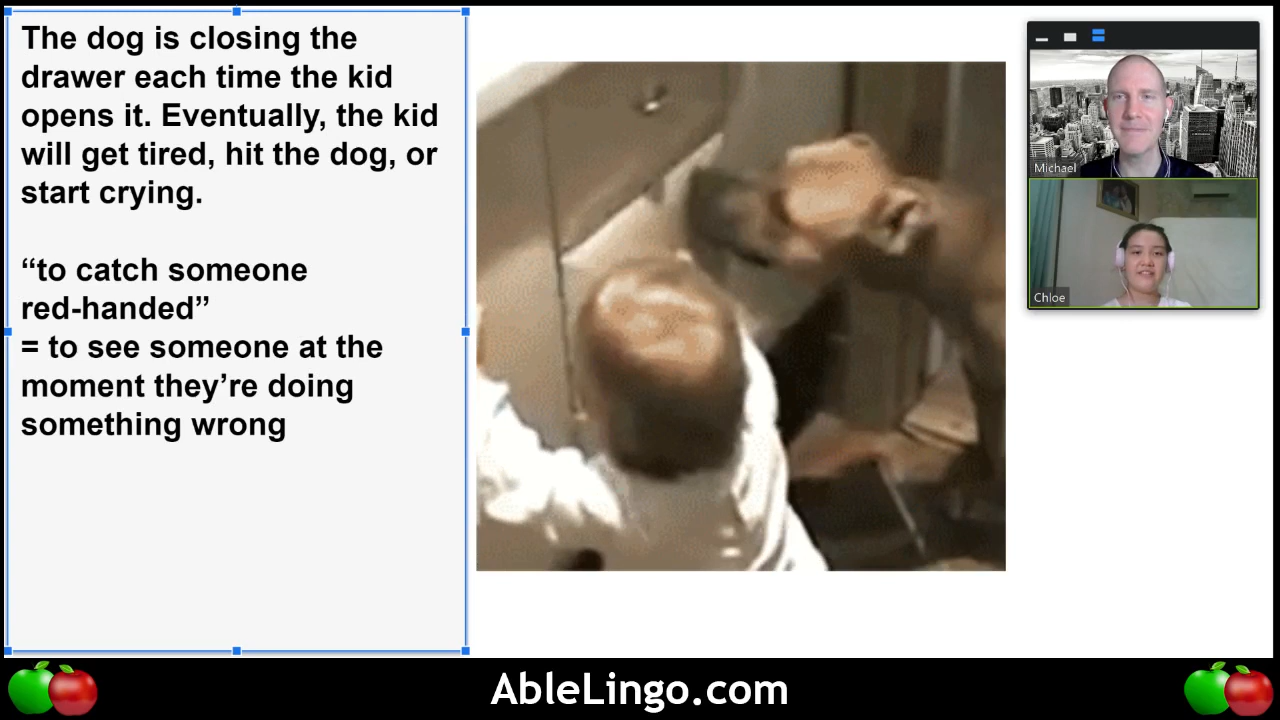 The dog is closing the
drawer each time the kid
opens it. Eventually, the kid
will get tired, hit the dog, or
start crying.
“to catch someone
red-handed”
= to see someone at the
moment they’re doing
something wrong
Michael
Chloe
AbleLingo.com